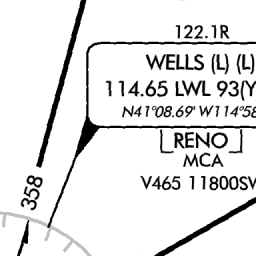 122.1R
WELLS (L) (L)
114.65 LWL 93(Y
N41°08.69' W114°58
RENO
MCA
V465 11800SW
358